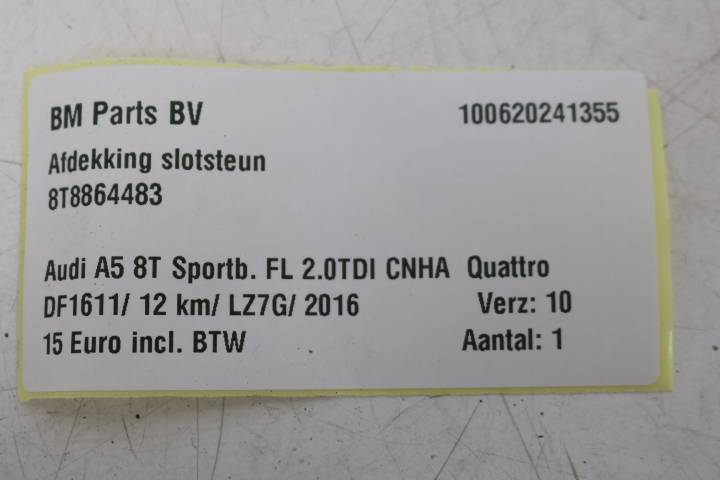 BM Parts BV 100620241355
Afdekking slotsteun
8T8864483
Audi A5 8T Sportb. FL 2.0TDI CNHA Quattro
DF1611/ 12 km/ LZ7G/ 2016 Verz: 10
15 Euro incl. BTW Aantal: 1